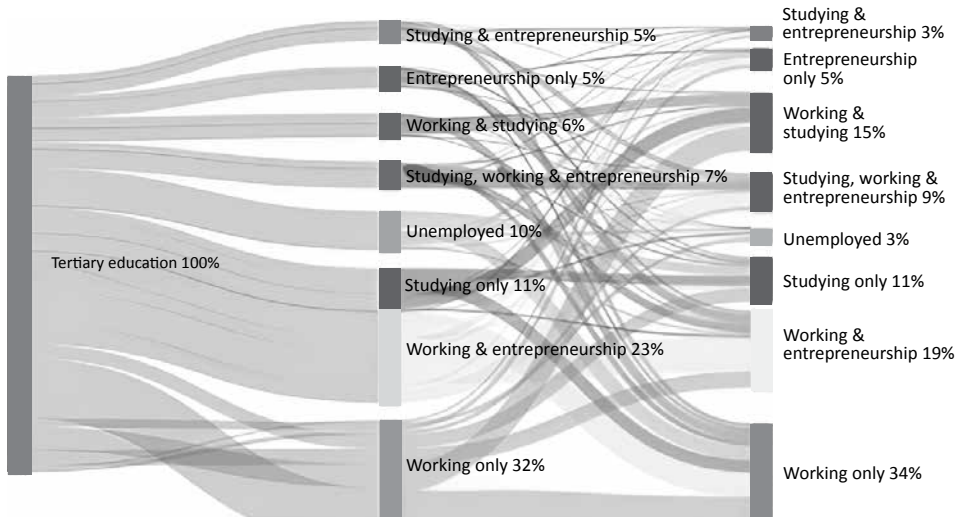 Tertiary education 100%
Studying & entrepreneurship 5%
Entrepreneurship only 5%
Working & studying 6%
Studying, working & entrepreneurship 7%
Unemployed 10%
Studying only 11%
Working & entrepreneurship 23%
Working only 32%
Studying &
entrepreneurship 3%
Entrepreneurship
only 5%
Working &
studying 15%
Studying, working &
entrepreneurship 9%
Unemployed 3%
Studying only 11%
Working &
entrepreneurship 19%
Working only 34%